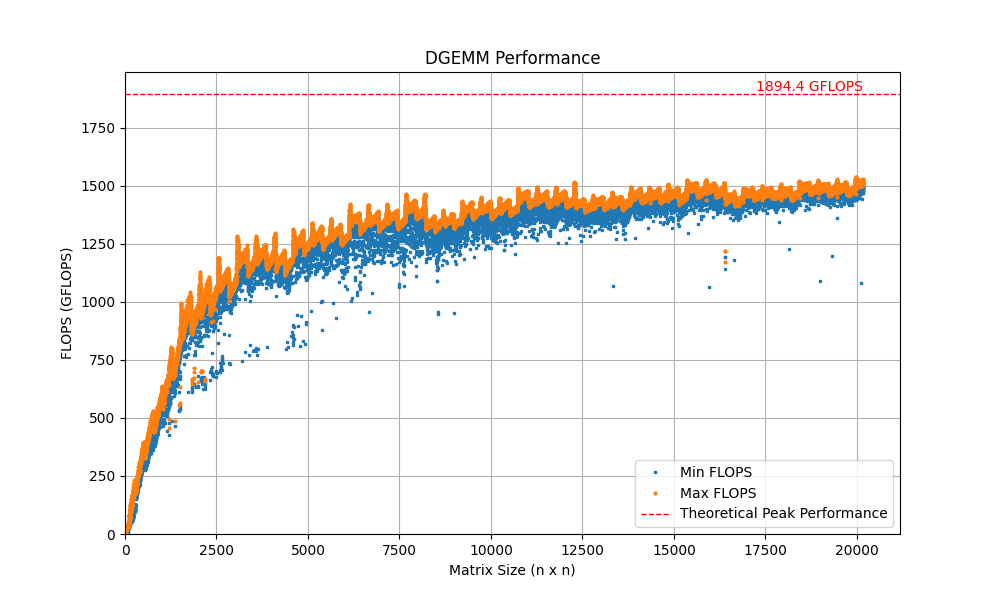 DGEMM Performance
1894.4 GFLOPS
FLOPS (GFLOPS)
1750
1500
1250
1000
750
500
250
0
0 2500 5000 7500 10000 12500 15000 17500 20000
Matrix Size (n x n)
Min FLOPS
Max FLOPS
Theoretical Peak Performance